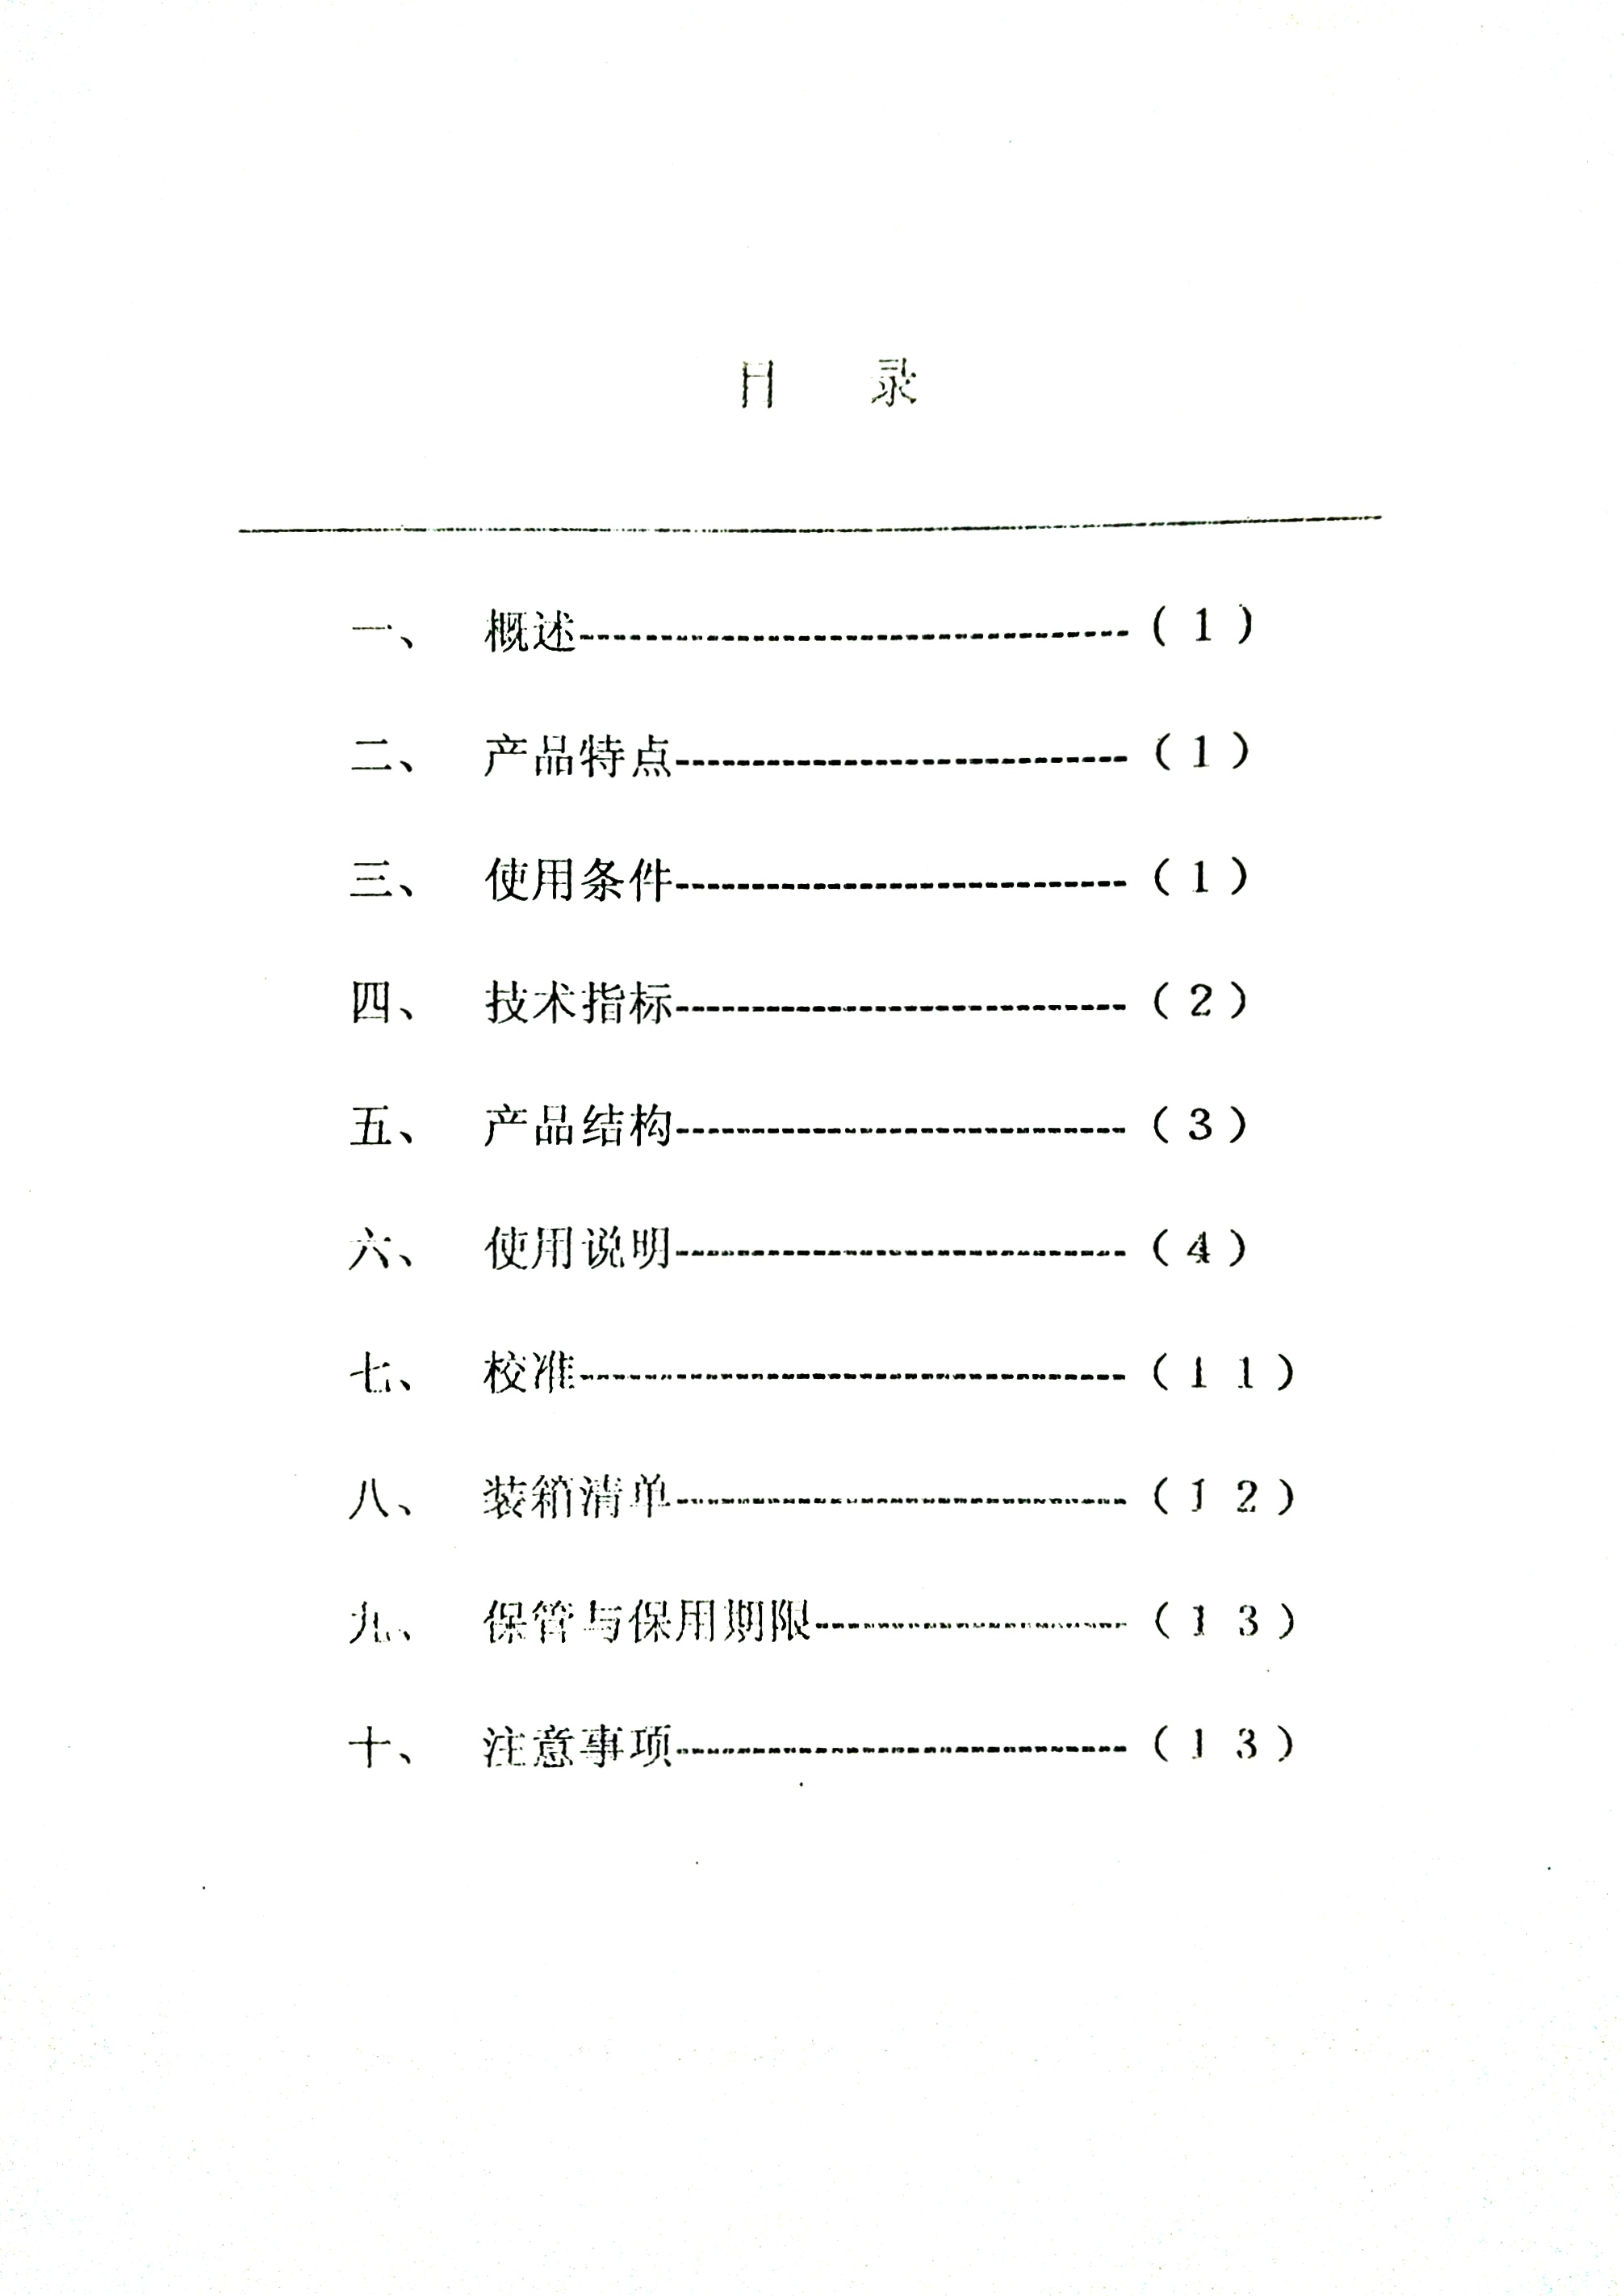 目 录
一、 概述------------------------------------(1)
二、 产品特点------------------------------(1)
三、 使用条件------------------------------(1)
四、 技术指标------------------------------(2)
五、 产品结构------------------------------(3)
六、 使用说明------------------------------(4)
七、 校准------------------------------------(11)
八、 装箱清单------------------------------(12)
九、 保管与保用期限---------------------(13)
十、 注意事项------------------------------(13)